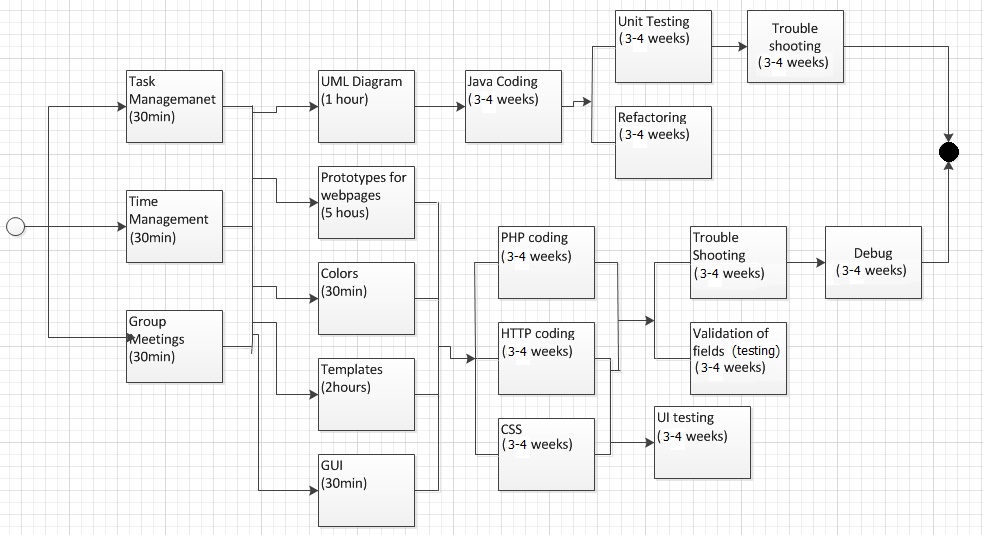 Task
Managemanet
(30min)
Time
Management
(30min)
Group
Meetings
(30min)
UML Diagram
(1 hour)
Prototypes for
webpages
(5 hous)
Colors
(30min)
Templates
(2hours)
GUI
(30min)
Java Coding
(3-4 weeks)
Unit Testing
(3-4 weeks)
Refactoring
(3-4 weeks)
Trouble
shooting
(3-4 weeks)
PHP coding
(3-4 weeks)
HTTP coding
(3-4 weeks)
CSS
(3-4 weeks)
Trouble
Shooting
(3-4 weeks)
Validation of
fields (testing)
(3-4 weeks)
UI testing
(3-4 weeks)
Debug
(3-4 weeks)